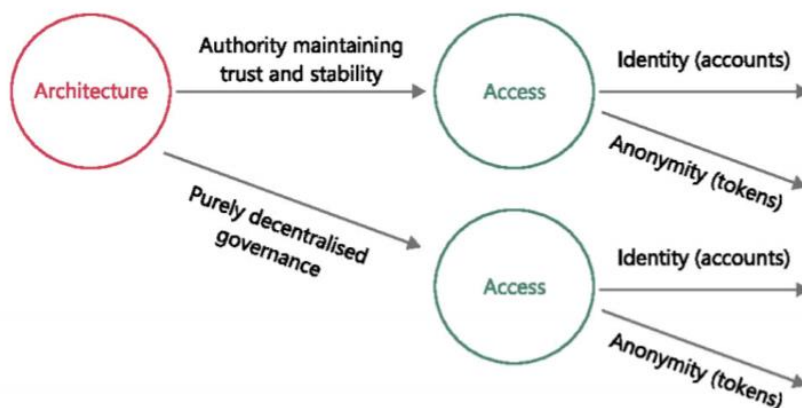 Authority maintaining
trust and stability
Identity (accounts)
Architecture
Access
Anonymity (tokens)
Purely decentralised
governance
Identity (accounts)
Access
Anonymity (tokens)